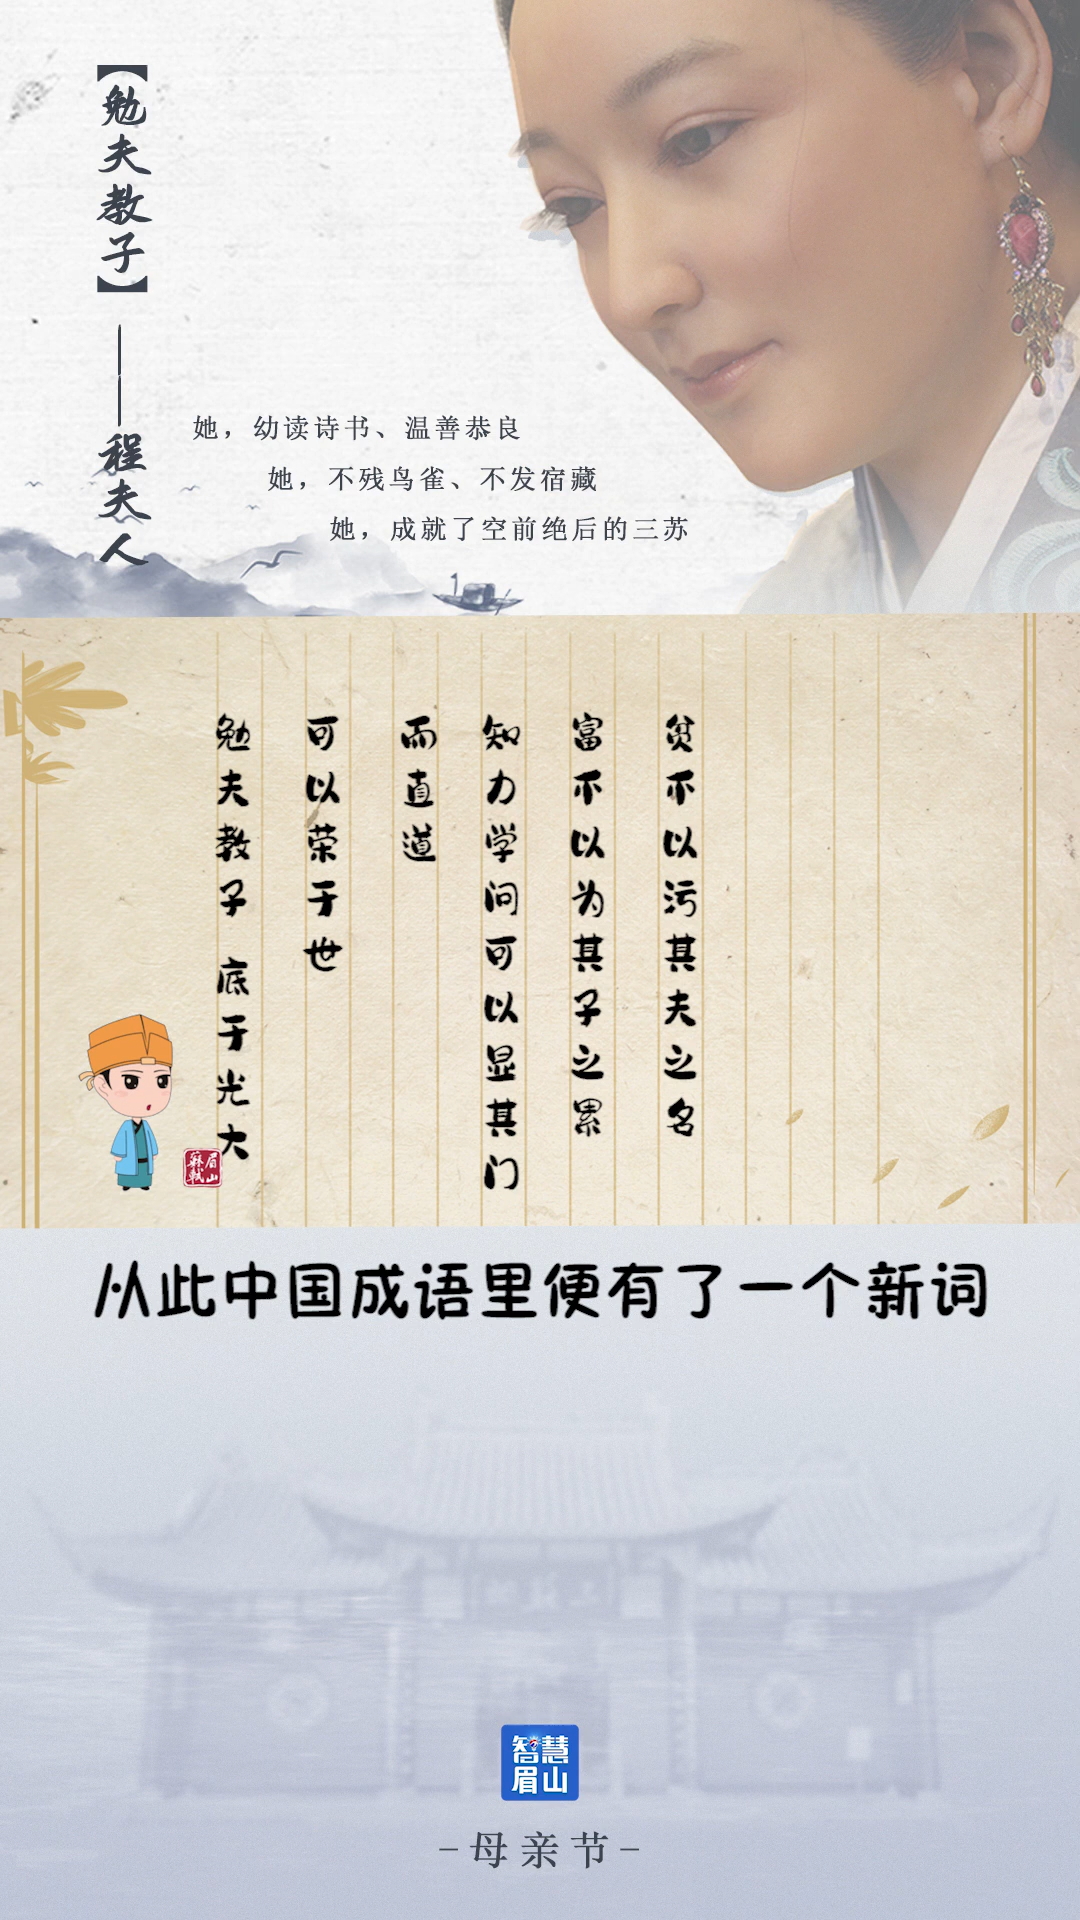 【勉夫教子】——程夫人
她，幼读诗书、温善恭良
她，不残鸟雀、不发宿藏
她，成就了空前绝后的三苏
贫不以污其夫之名
富不以为其子之累
知力学问可以显其门
而直道
可以荣于世
勉夫教子 底于光大
眉山
蘇軾
从此中国成语里便有了一个新词
智慧
眉山
-母亲节-